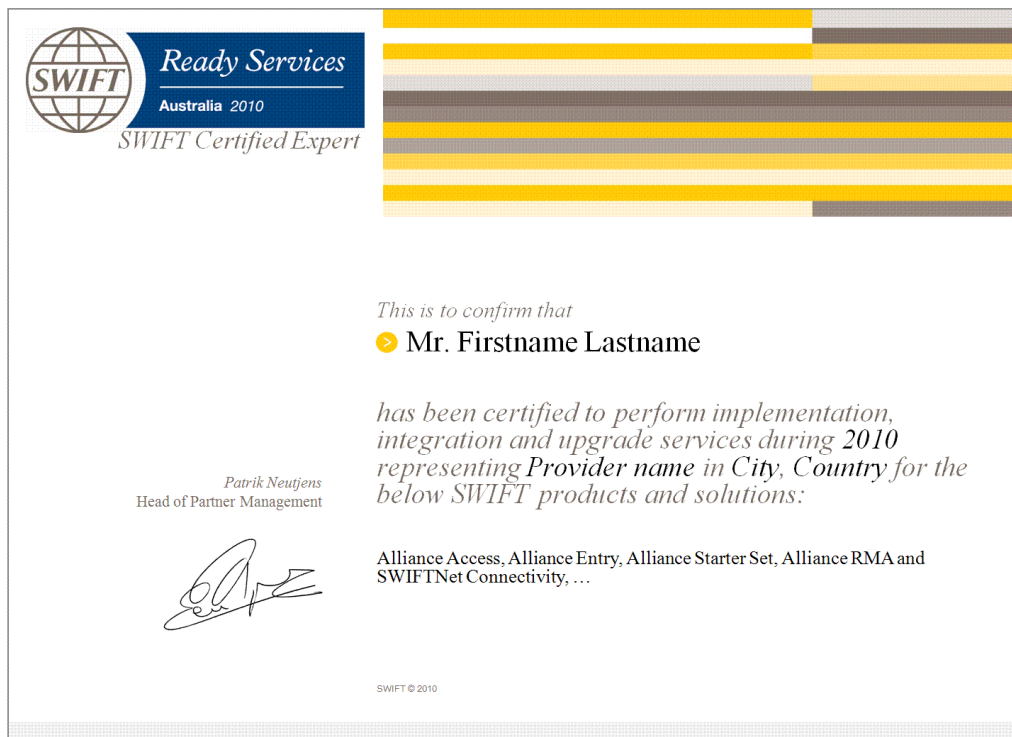 SWIFT
Ready Services
Australia 2010
SWIFT Certified Expert
This is to confirm that
Mr. Firstname Lastname
has been certified to perform implementation,
integration and upgrade services during 2010
representing Provider name in City, Country for the
below SWIFT products and solutions:
Patrik Neutjens
Head of Partner Management
Alliance Access, Alliance Entry, Alliance Starter Set, Alliance RMA and
SWIFTNet Connectivity, …
SWIFT © 2010